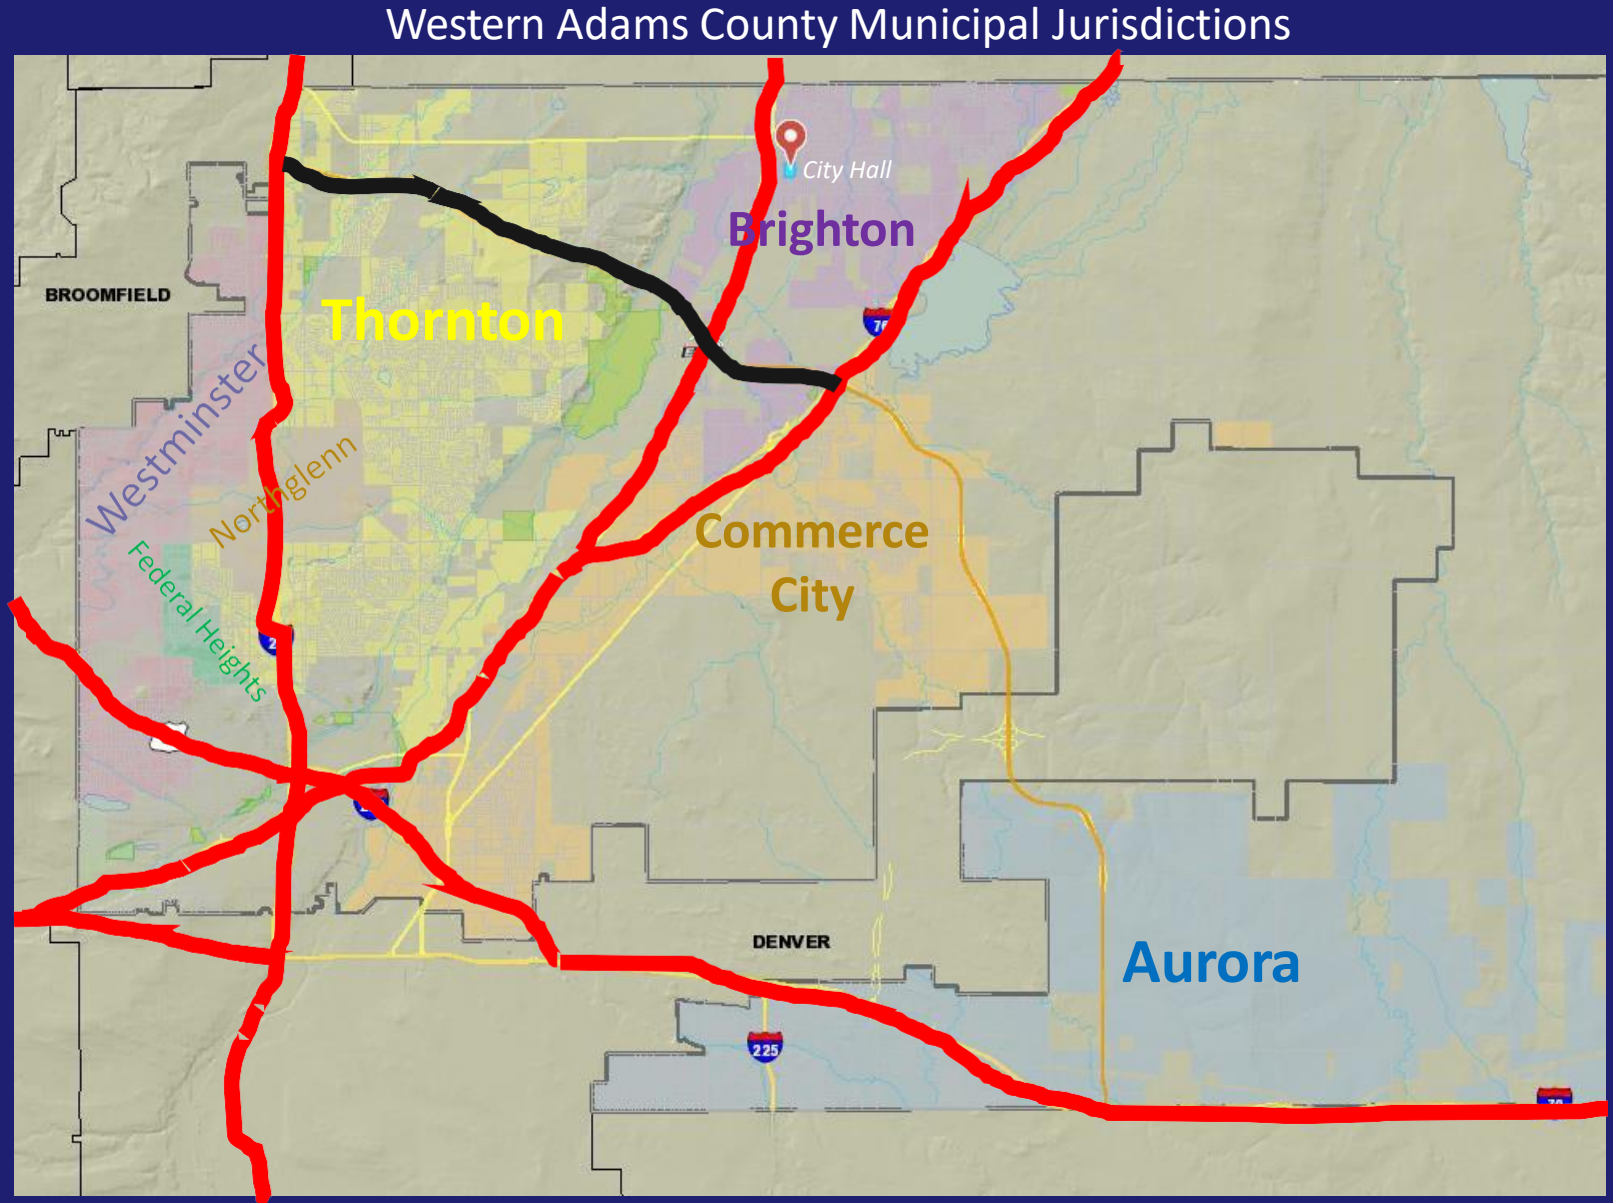 Western Adams County Municipal Jurisdictions
City Hall
Brighton
BROOMFIELD
Thornton
76
Westminster
Northglenn
Commerce
City
Federal Heights
DENVER
Aurora
225